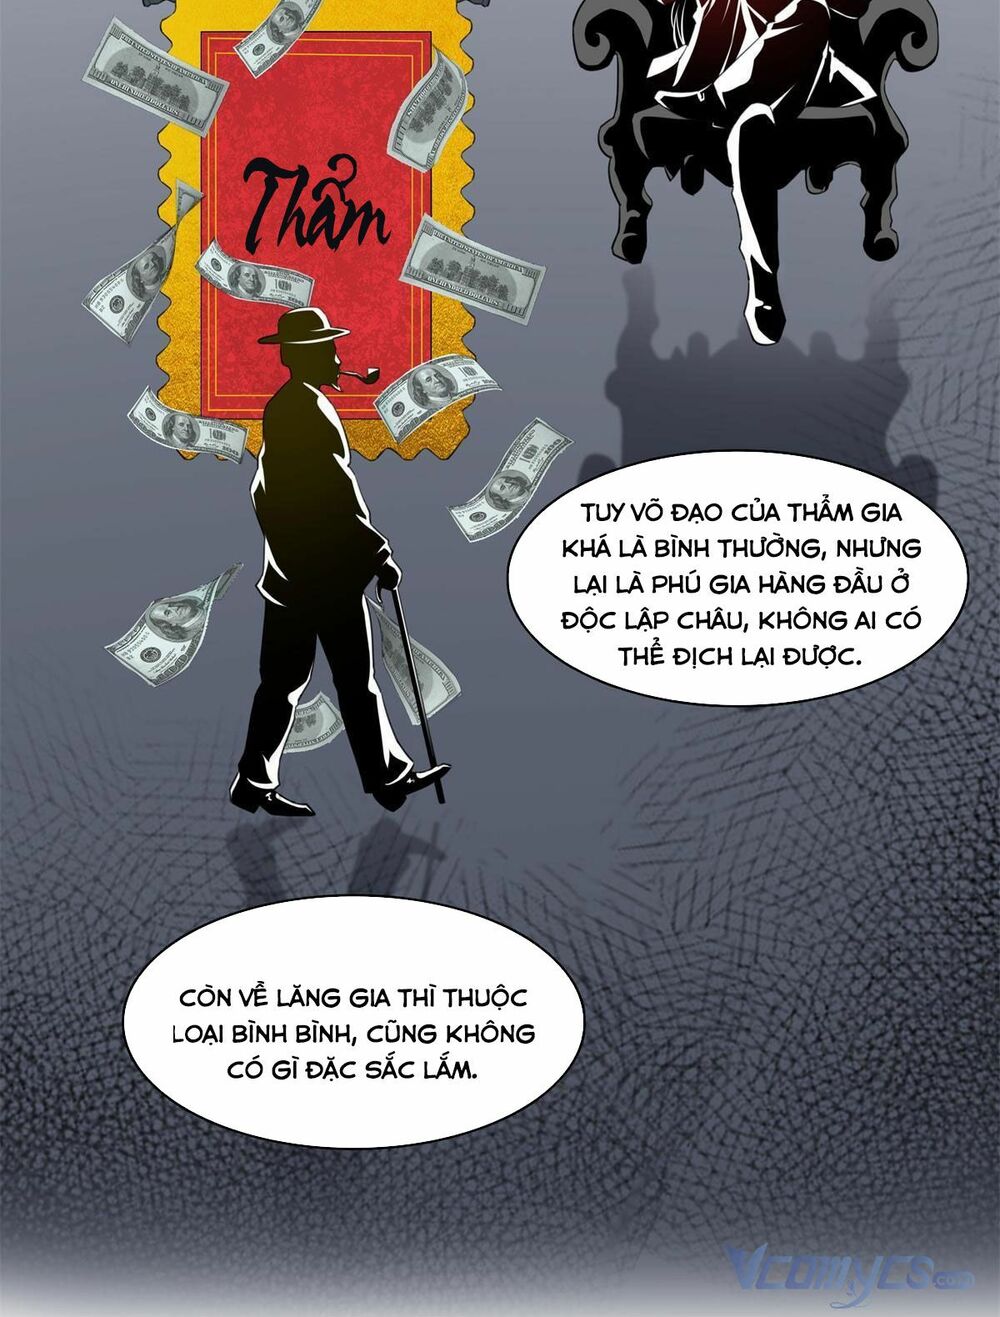 Thẩm
TUY VÕ ĐẠO CỦA THẨM GIA
KHÁ LÀ BÌNH THƯỜNG, NHƯNG
LẠI LÀ PHÚ GIA HÀNG ĐẦU Ở
ĐỘC LẬP CHÂU, KHÔNG AI CÓ
THỂ ĐỊCH LẠI ĐƯỢC.
CÒN VỀ LĂNG GIA THÌ THUỘC
LOẠI BÌNH BÌNH, CŨNG KHÔNG
CÓ GÌ ĐẶC SẮC LẮM.
VCOMYCS.com